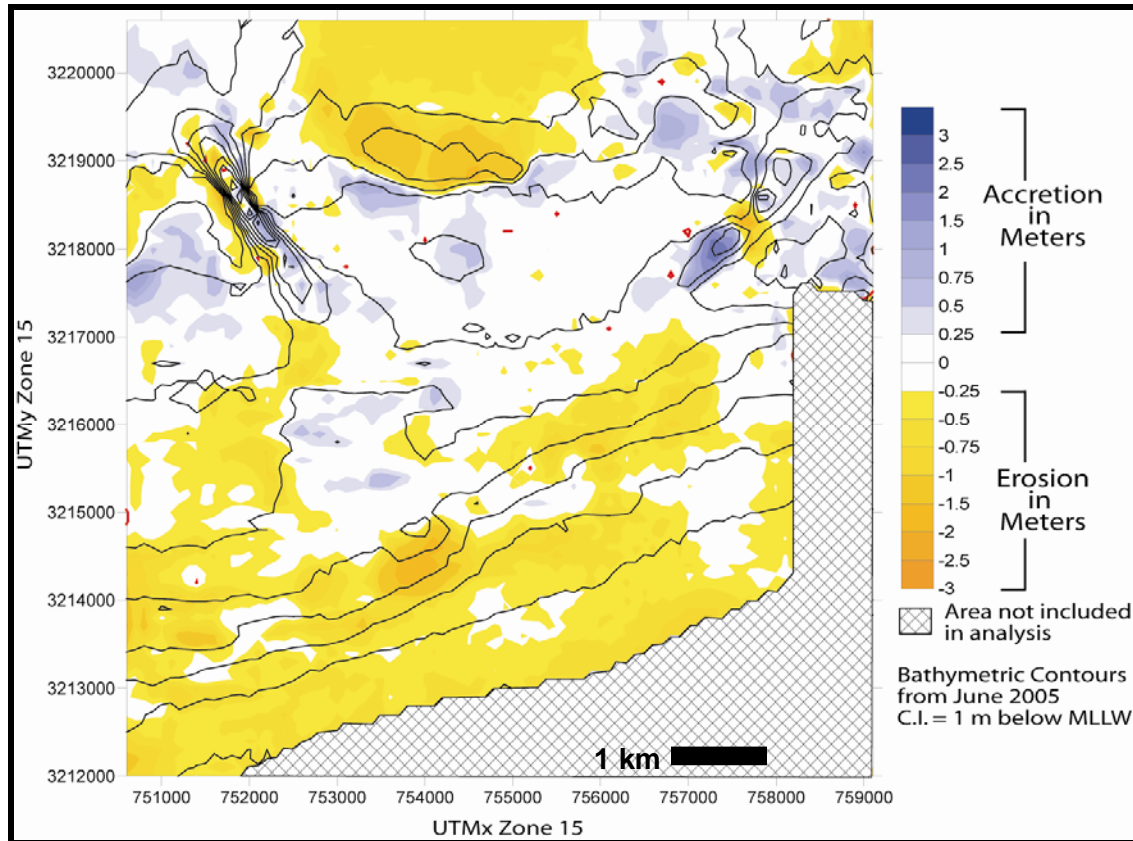 3220000
3219000
3218000
3217000
3216000
3215000
3214000
3213000
3212000
UTMy Zone 15
751000 752000 753000 754000 755000 756000 757000 758000 759000
UTMx Zone 15
1 km
3
2.5
2
1.5
1
0.75
0.5
0.25
0
-0.25
-0.5
-0.75
-1
-1.5
-2
-2.5
-3
Accretion
in
Meters
Erosion
in
Meters
Area not included
in analysis
Bathymetric Contours
from June 2005
C.I. = 1 m below MLLW